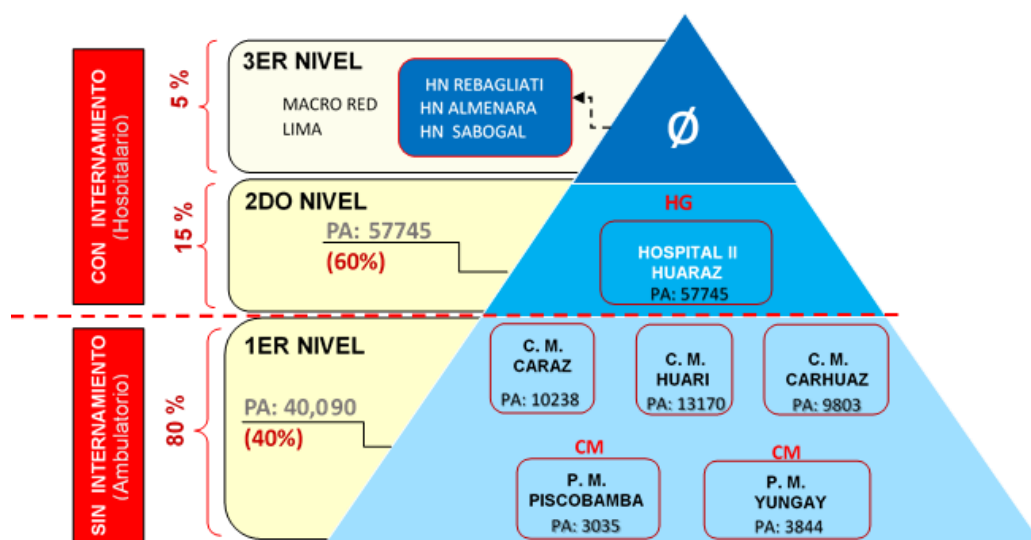 CON INTERNAMIENTO
(Hospitalario)
5 %
3ER NIVEL
MACRO RED
LIMA
HN REBAGLIATI
HN ALMENARA
HN SABOGAL
Ø
15 %
2DO NIVEL
PA: 57745
(60%)
HG
HOSPITAL II
HUARAZ
PA: 57745
SIN INTERNAMIENTO
(Ambulatorio)
80 %
1ER NIVEL
PA: 40,090
(40%)
C. M.
CARAZ
PA: 10238
C. M.
HUARI
PA: 13170
C. M.
CARHUAZ
PA: 9803
CM
P. M.
PISCOBAMBA
PA: 3035
CM
P. M.
YUNGAY
PA: 3844